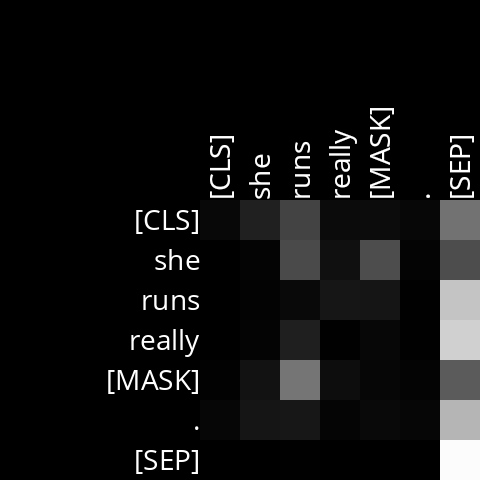 [CLS]
she
runs
really
[MASK]
.
[SEP]
[CLS]
she
runs
really
[MASK]
.
[SEP]